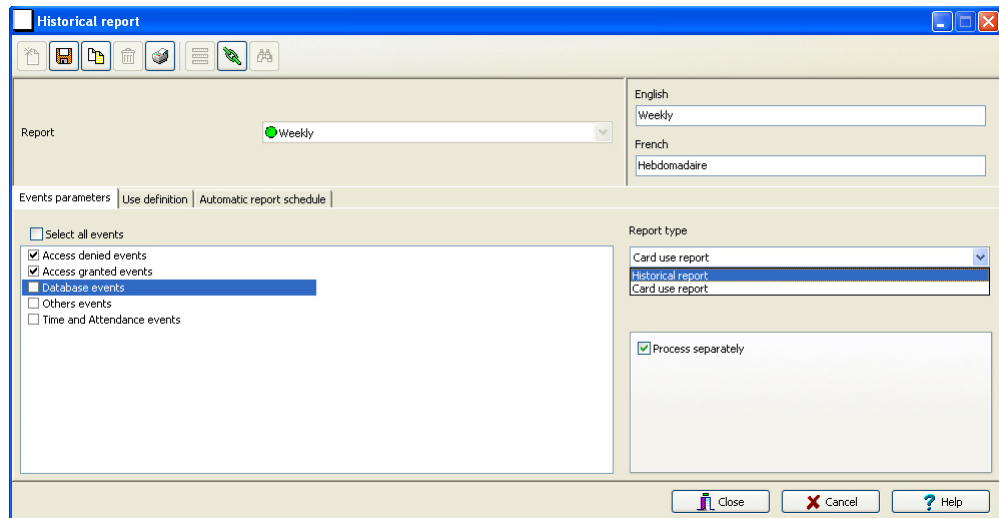 Historical report
English
Weekly
Report
Weekly
French
Hebdomadaire
Events parameters
Use definition
Automatic report schedule
Select all events
Report type
Access denied events
Access granted events
Database events
Others events
Time and Attendance events
Card use report
Historical report
Card use report
Process separately
Close
Cancel
? Help